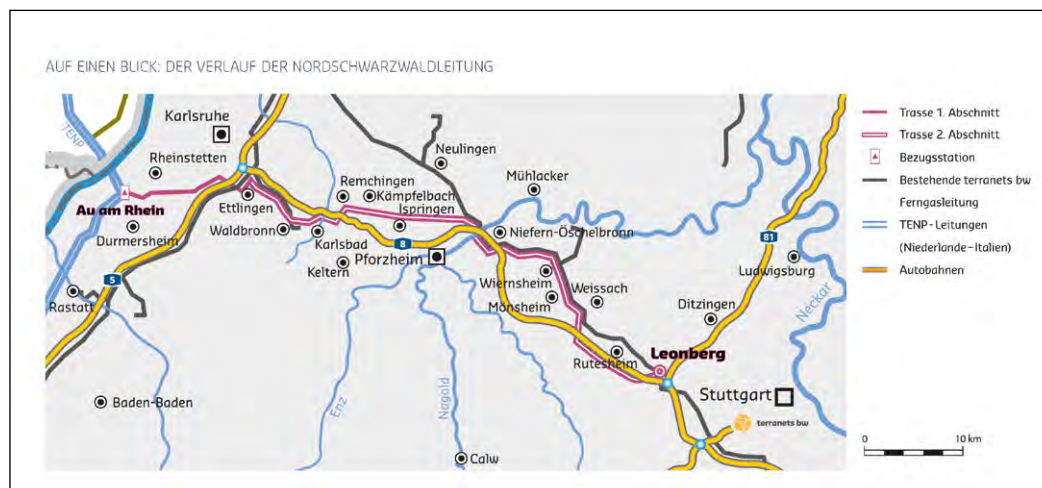 AUF EINEN BLICK: DER VERLAUF DER NORDSCHWARZWALDLEITUNG
TENP
Karlsruhe
Rheinstetten
Neulingen
Mühlacker
Remchingen
Kämpfelbach
Ispringen
Au am Rhein
Ettlingen
Durmersheim
Waldbronn
Karlsbad
Niefern-Öschelbronn
8
81
Keltern
Pforzheim
Ludwigsburg
5
Wiernsheim
Weissach
Mönsheim
Ditzingen
Neckar
Rastatt
TENP
Leonberg
Rutesheim
Stuttgart
Baden-Baden
Enz
Nagold
terranets bw
Calw
Trasse 1. Abschnitt
Trasse 2. Abschnitt
Bezugsstation
Bestehende terranets bw
Ferngasleitung
TENP-Leitungen
(Niederlande-Italien)
Autobahnen
0 10 km